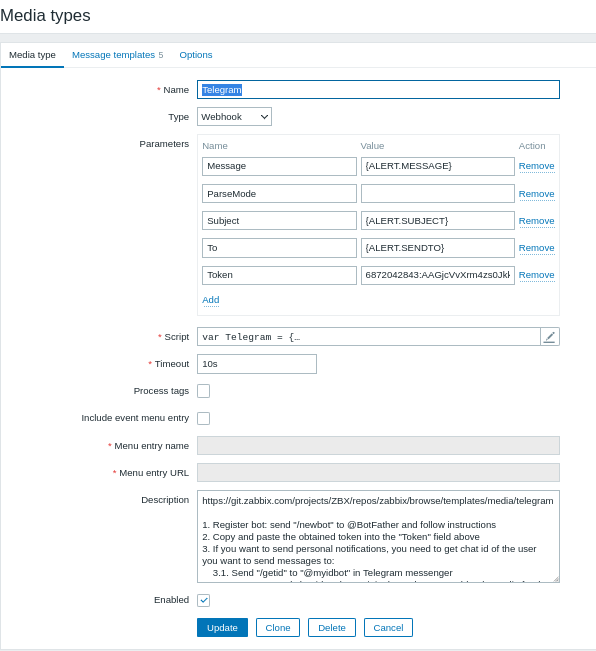 Media types
Media type Message templates 5 Options
* Name Telegram
Type Webhook
Parameters Name Value Action
Message {ALERT.MESSAGE} Remove
ParseMode Remove
Subject {ALERT.SUBJECT} Remove
To {ALERT.SENDTO} Remove
Token 6872042843:AAGjcVvXrm4zs0Jkk Remove
Add
* Script var Telegram = {…
* Timeout 10s
Process tags
Include event menu entry
* Menu entry name
* Menu entry URL
Description https://git.zabbix.com/projects/ZBX/repos/zabbix/browse/templates/media/telegram
1. Register bot: send "/newbot" to @BotFather and follow instructions
2. Copy and paste the obtained token into the "Token" field above
3. If you want to send personal notifications, you need to get chat id of the user
you want to send messages to:
3.1. Send "/getid" to "@myidbot" in Telegram messenger
Enabled
Update Clone Delete Cancel